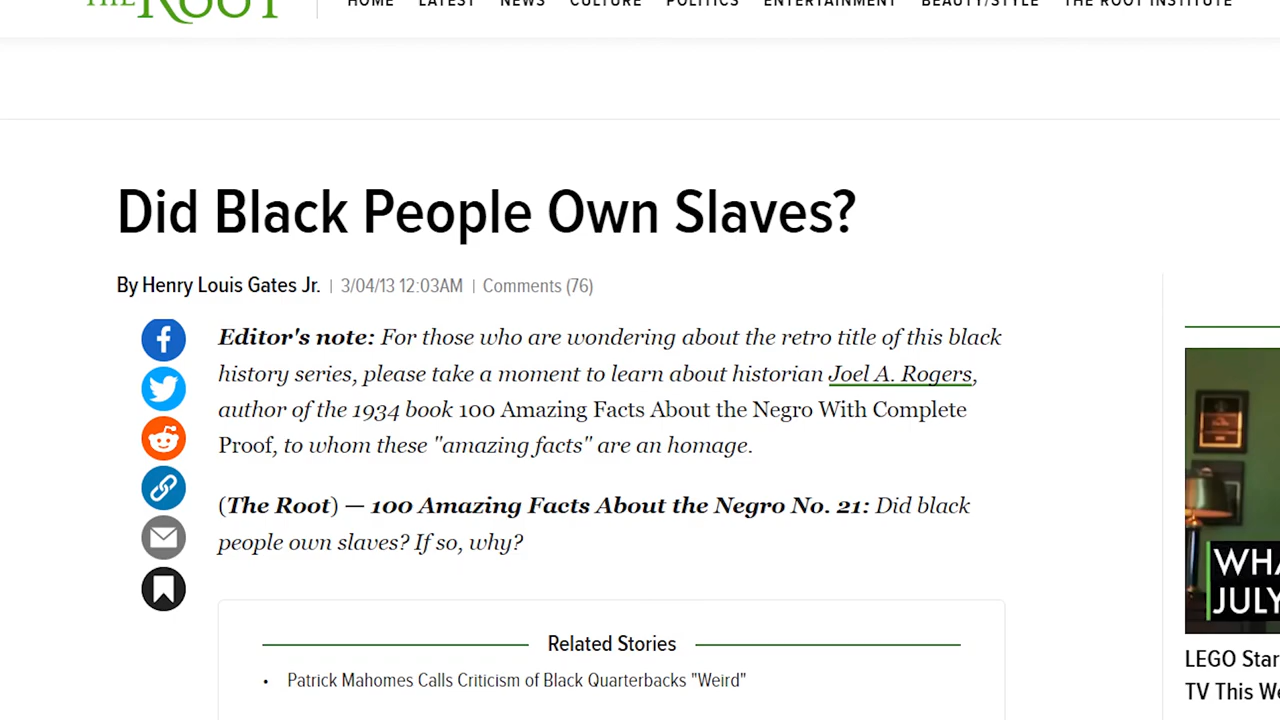 THE ROOT
HOME LATEST NEWS CULTURE POLITICS ENTERTAINMENT BEAUTY/STYLE THE ROOT INSTITUTE
Did Black People Own Slaves?
By Henry Louis Gates Jr. | 3/04/13 12:03AM | Comments (76)
Editor's note: For those who are wondering about the retro title of this black
history series, please take a moment to learn about historian Joel A. Rogers,
author of the 1934 book 100 Amazing Facts About the Negro With Complete
Proof, to whom these "amazing facts" are an homage.
(The Root) — 100 Amazing Facts About the Negro No. 21: Did black
people own slaves? If so, why?
Related Stories
• Patrick Mahomes Calls Criticism of Black Quarterbacks "Weird"
WHA
JULY
LEGO Star
TV This We